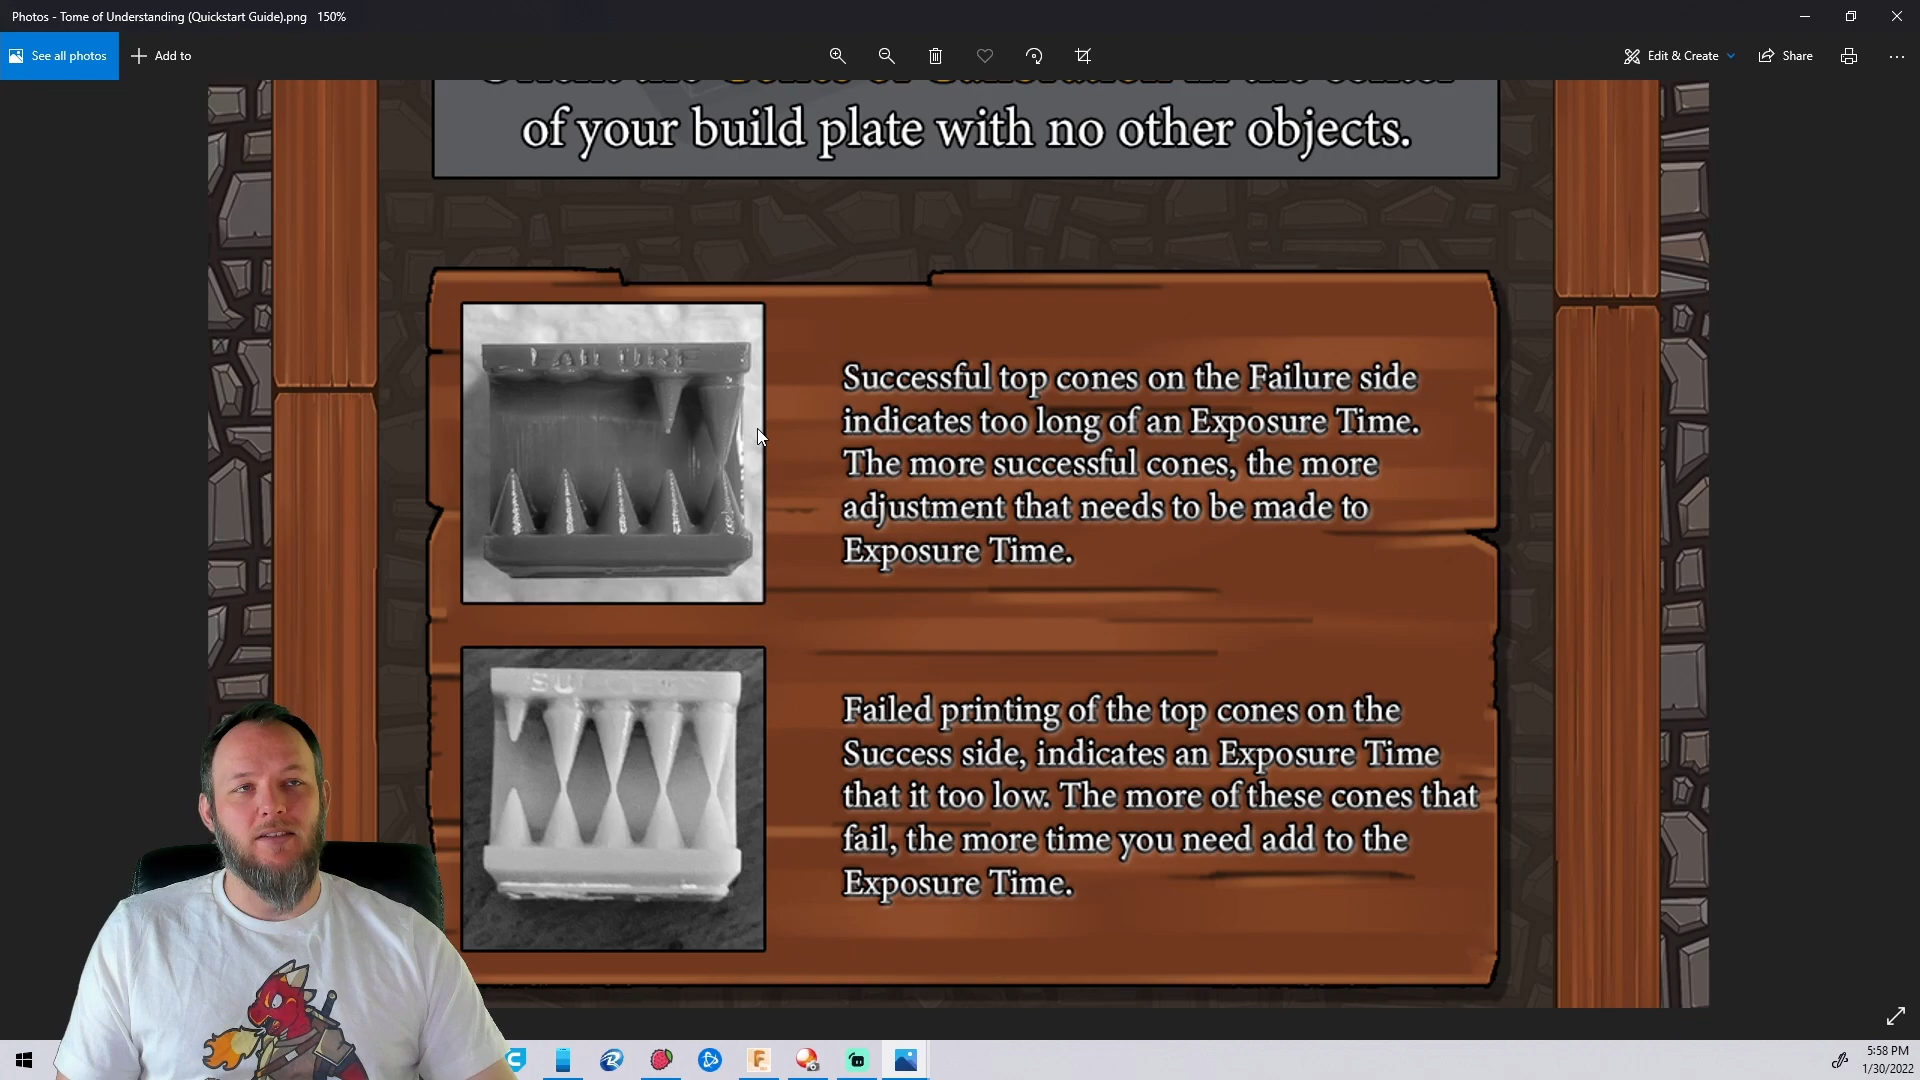 Photos - Tome of Understanding (Quickstart Guide).png 150%
See all photos
Add to
Edit & Create
Share
of your build plate with no other objects.
FAILURE
Successful top cones on the Failure side
indicates too long of an Exposure Time.
The more successful cones, the more
adjustment that needs to be made to
Exposure Time.
Failed printing of the top cones on the
Success side, indicates an Exposure Time
that it too low. The more of these cones that
fail, the more time you need add to the
Exposure Time.
5:58 PM
1/30/2022